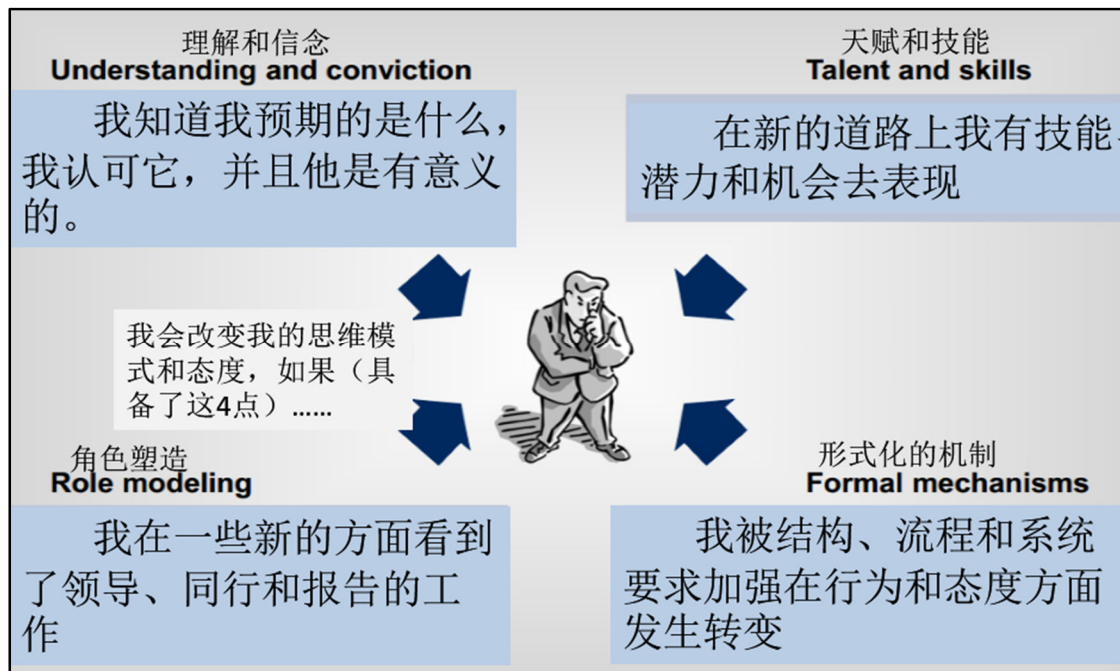 理解和信念
Understanding and conviction
我知道我预期的是什么，
我认可它，并且他是有意义
的。
天赋和技能
Talent and skills
在新的道路上我有技能、
潜力和机会去表现
我会改变我的思维模
式和态度，如果（具
备了这4点）……
角色塑造
Role modeling
我在一些新的方面看到
了领导、同行和报告的工
作
形式化的机制
Formal mechanisms
我被结构、流程和系统
要求加强在行为和态度方面
发生转变